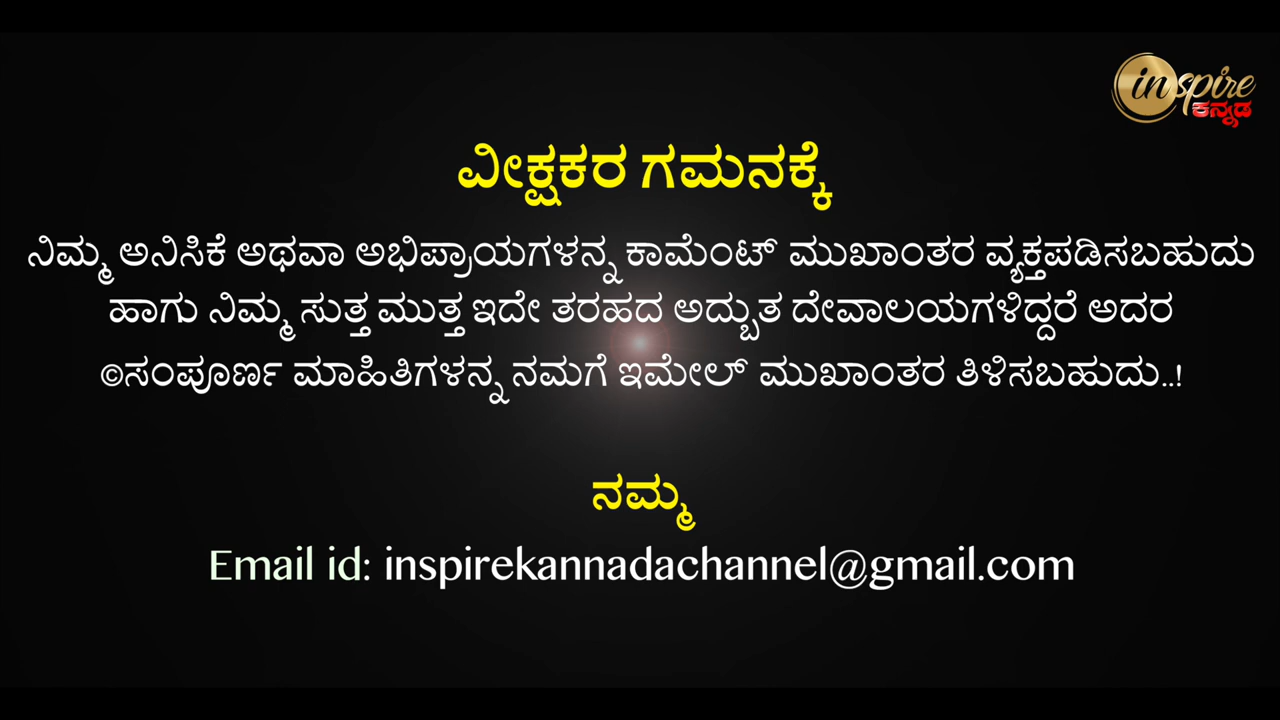 inspire
ಕನ್ನಡ
ವೀಕ್ಷಕರ ಗಮನಕ್ಕೆ
ನಿಮ್ಮ ಅನಿಸಿಕೆ ಅಥವಾ ಅಭಿಪ್ರಾಯಗಳನ್ನ ಕಾಮೆಂಟ್ ಮುಖಾಂತರ ವ್ಯಕ್ತಪಡಿಸಬಹುದು
ಹಾಗು ನಿಮ್ಮ ಸುತ್ತ ಮುತ್ತ ಇದೇ ತರಹದ ಅದ್ಬುತ ದೇವಾಲಯಗಳಿದ್ದರೆ ಅದರ
©ಸಂಪೂರ್ಣ ಮಾಹಿತಿಗಳನ್ನ ನಮಗೆ ಇಮೇಲ್ ಮುಖಾಂತರ ತಿಳಿಸಬಹುದು..!
ನಮ್ಮ
Email id: inspirekannadachannel@gmail.com